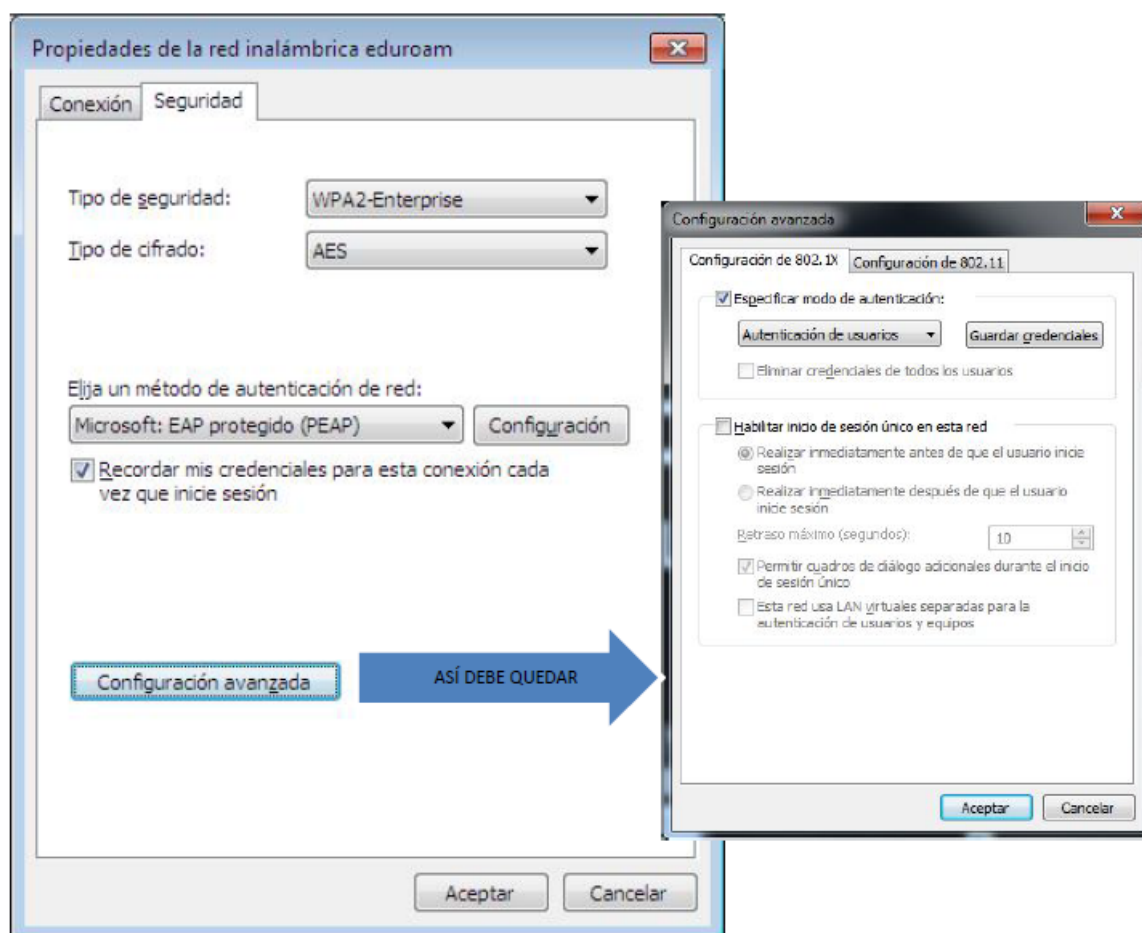 Propiedades de la red inalámbrica eduroam
Conexión
Seguridad
Tipo de seguridad:
WPA2-Enterprise
Tipo de cifrado:
AES
Elija un método de autenticación de red:
Microsoft: EAP protegido (PEAP)
Configuración
Recordar mis credenciales para esta conexión cada
vez que inicie sesión
Configuración avanzada
ASÍ DEBE QUEDAR
Aceptar
Cancelar
Configuración avanzada
Configuración de 802.1X
Configuración de 802.11
Especificar modo de autenticación:
Autenticación de usuarios
Guardar credenciales
Eliminar credenciales de todos los usuarios
Habilitar inicio de sesión único en esta red
Realizar inmediatamente antes de que el usuario inicie
sesión
Realizar inmediatamente después de que el usuario
inicie sesión
Retraso máximo (segundos):
10
Permitir cuadros de diálogo adicionales durante el inicio
de sesión único
Esta red usa LAN virtuales separadas para la
autenticación de usuarios y equipos
Aceptar
Cancelar